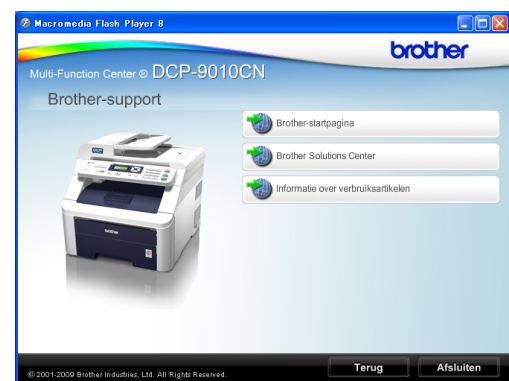 Macromedia Flash Player 8
brother
Multi-Function Center ® DCP-9010CN
Brother-support
Brother-startpagina
Brother Solutions Center
Informatie over verbruiksartikelen
brother
Terug
Afsluiten
© 2001-2009 Brother Industries, Ltd. All Rights Reserved.